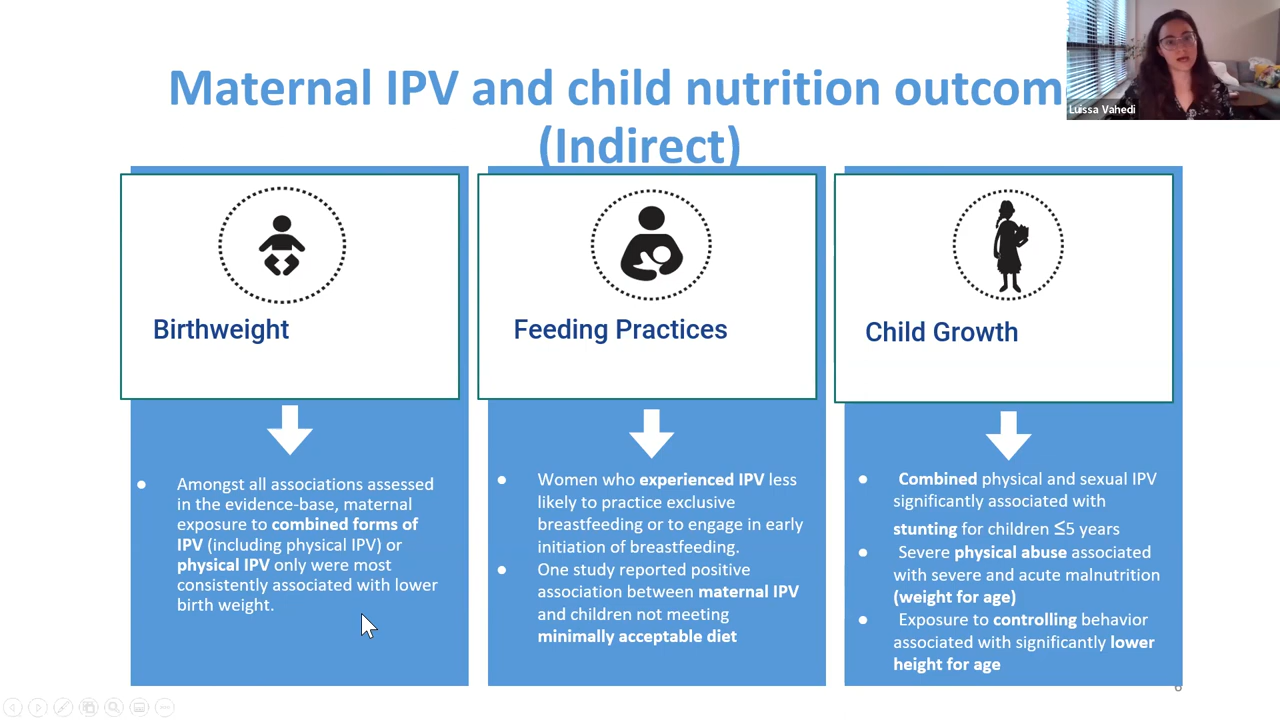 Maternal IPV and child nutrition outcom
(Indirect)
Luissa Vahedi
Birthweight
Feeding Practices
Child Growth
● Amongst all associations assessed
in the evidence-base, maternal
exposure to combined forms of
IPV (including physical IPV) or
physical IPV only were most
consistently associated with lower
birth weight.
● Women who experienced IPV less
likely to practice exclusive
breastfeeding or to engage in early
initiation of breastfeeding.
● One study reported positive
association between maternal IPV
and children not meeting
minimally acceptable diet
● Combined physical and sexual IPV
significantly associated with
stunting for children ≤5 years
● Severe physical abuse associated
with severe and acute malnutrition
(weight for age)
● Exposure to controlling behavior
associated with significantly lower
height for age